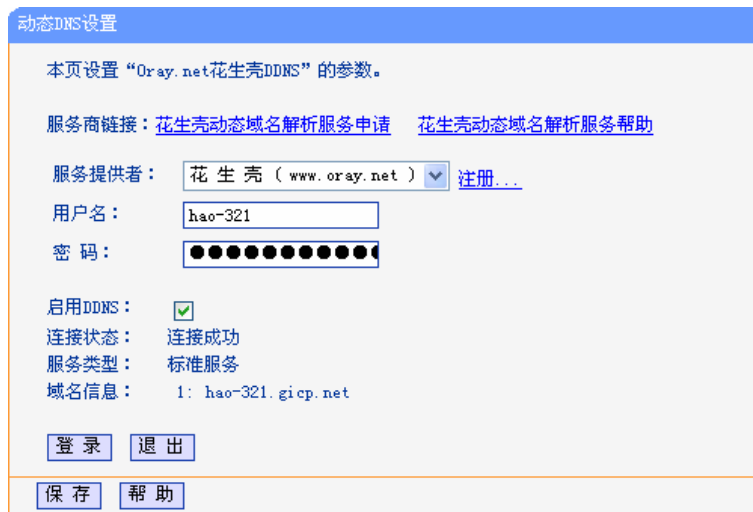 动态DNS设置
本页设置“Oray.net花生壳DDNS”的参数。
服务商链接：花生壳动态域名解析服务申请 花生壳动态域名解析服务帮助
服务提供者： 花 生 壳 ( www.oray.net ) 注册...
用户名： hao-321
密 码： ●●●●●●●●●●●
启用DDNS：
连接状态： 连接成功
服务类型： 标准服务
域名信息： 1: hao-321.gicp.net
登 录 退 出
保 存 帮 助